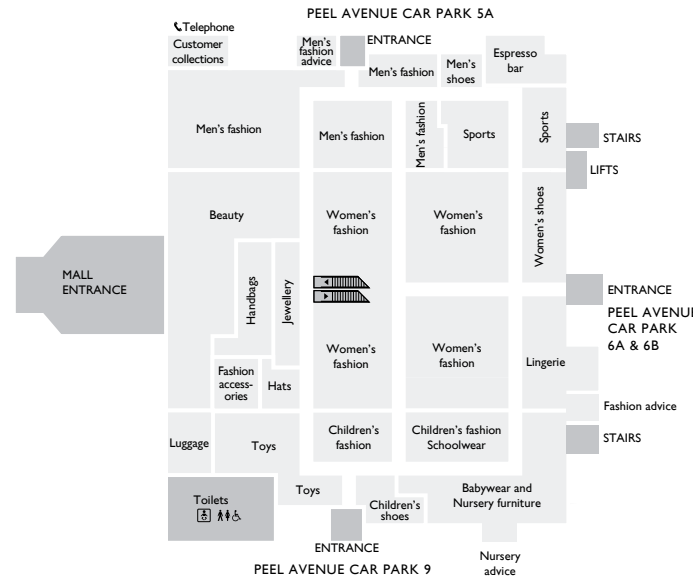 PEEL AVENUE CAR PARK 5A
Telephone
Customer
collections
Men's
fashion
advice
ENTRANCE
Men's fashion
Men's
shoes
Espresso
bar
Men's fashion
Men's fashion
Men's fashion
Sports
Sports
STAIRS
LIFTS
Beauty
Women's
fashion
Women's
fashion
Women's shoes
MALL
ENTRANCE
Handbags
Jewellery
ENTRANCE
PEEL AVENUE
CAR PARK
6A & 6B
Women's
fashion
Women's
fashion
Lingerie
Fashion
access-
ories
Hats
Fashion advice
Luggage
Toys
Children's
fashion
Children's fashion
Schoolwear
STAIRS
Toilets
Toys
Children's
shoes
Babywear and
Nursery furniture
ENTRANCE
PEEL AVENUE CAR PARK 9
Nursery
advice